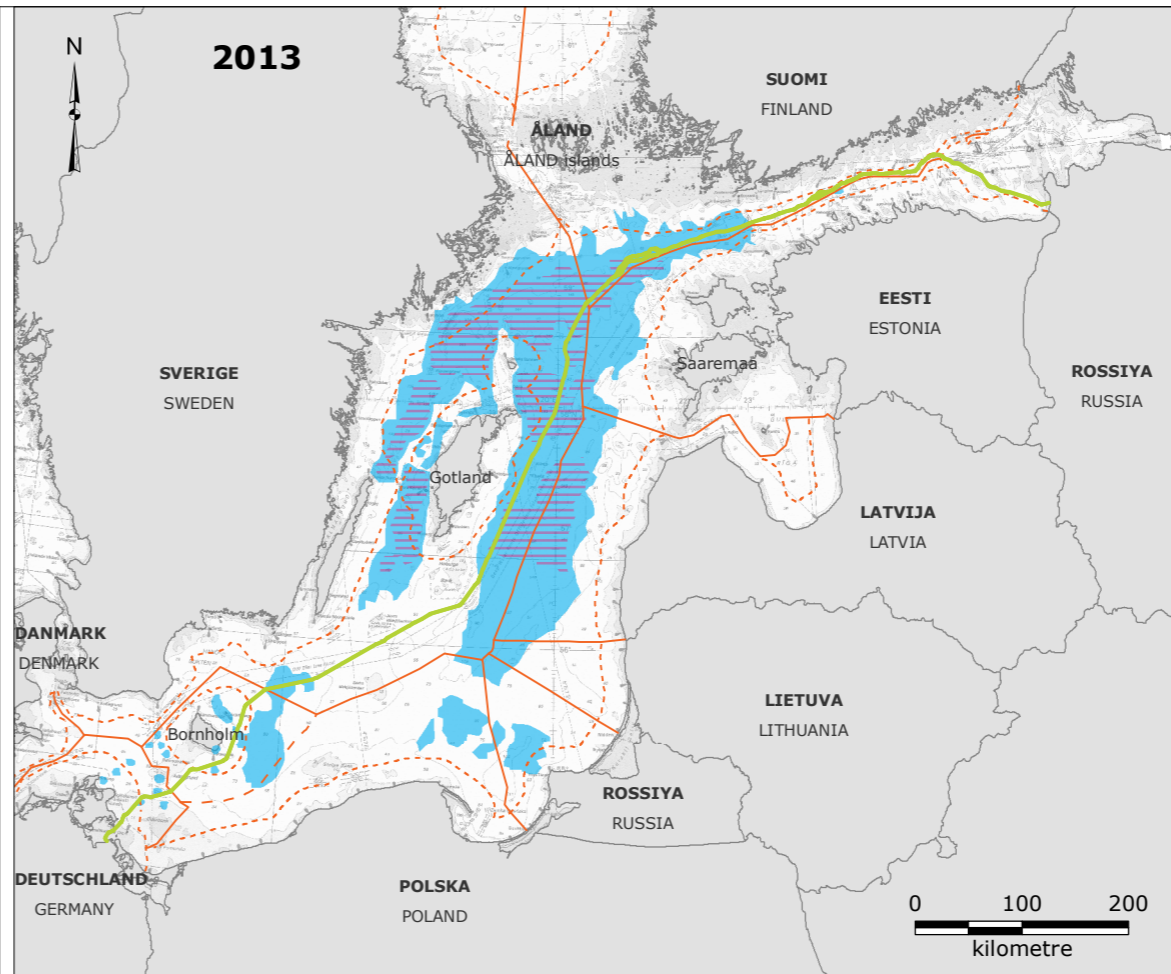 2013
N
SUOMI
FINLAND
ÅLAND
ÅLAND islands
EESTI
ESTONIA
SVERIGE
SWEDEN
Saaremaa
ROSSIYA
RUSSIA
Gotland
LATVIJA
LATVIA
DANMARK
DENMARK
LIETUVA
LITHUANIA
Bornholm
ROSSIYA
RUSSIA
DEUTSCHLAND
GERMANY
POLSKA
POLAND
0 100 200
kilometre